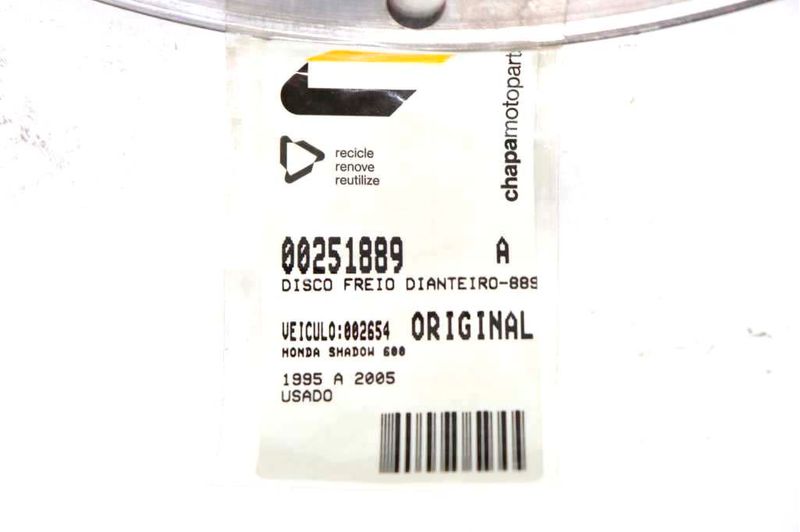 recicle
renove
reutilize
chapamotopart
00251889 A
DISCO FREIO DIANTEIRO-889
VEICULO:002654 ORIGINAL
HONDA SHADOW 600
1995 A 2005
USADO